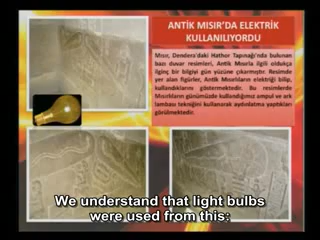 ANTİK MISIR'DA ELEKTRİK
KULLANILIYORDU
Mısır, Dendera'daki Hathor Tapınağı'nda bulunan
bazı duvar resimleri, Antik Mısırla ilgili oldukça
ilginç bir bilgiyi gün yüzüne çıkarmıştır. Resimde
yer alan figürler, Antik Mısırlıların elektriği bilip,
kullandıklarını göstermektedir. Bu resimlerde
Mısırlıların günümüzde kullandığımız ampul ve ark
lambası tekniğini kullanarak aydınlatma yaptıkları
görülmektedir.
We understand that light bulbs
were used from this: